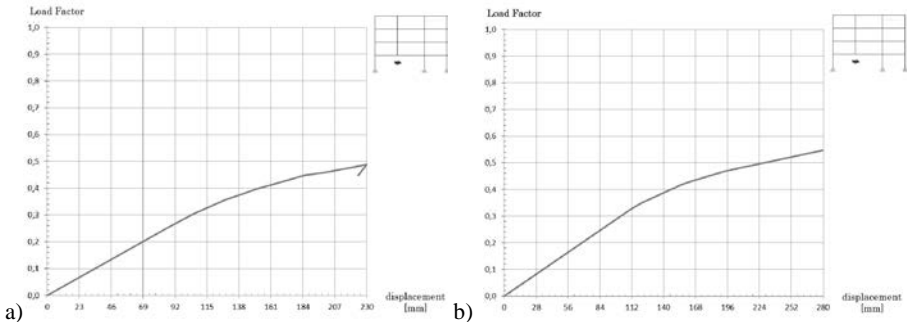 Load Factor
1,0
0,9
0,8
0,7
0,6
0,5
0,4
0,3
0,2
0,1
0,0
0 23 46 69 92 115 138 161 184 207 230
displacement
[mm]
a)
Load Factor
1,0
0,9
0,8
0,7
0,6
0,5
0,4
0,3
0,2
0,1
0,0
0 28 56 84 112 140 168 196 224 252 280
displacement
[mm]
b)